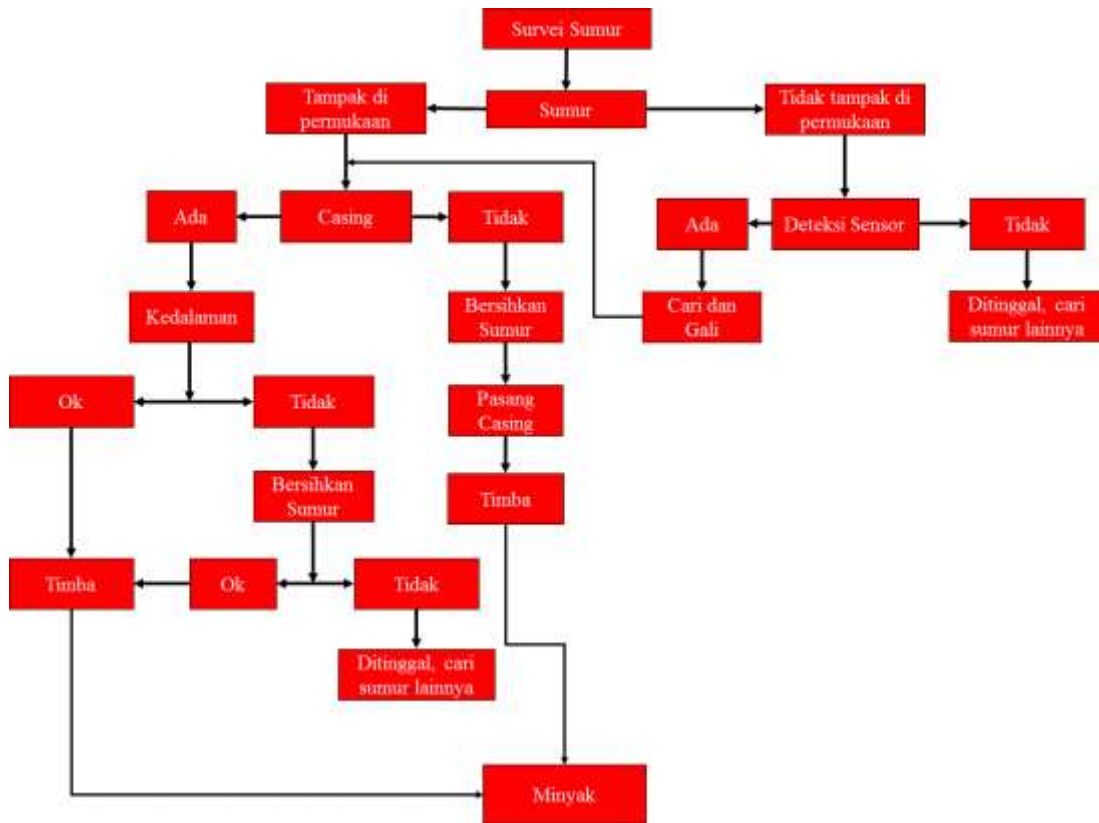 Survei Sumur
Tampak di
permukaan
Sumur
Tidak tampak di
permukaan
Ada
Casing
Tidak
Ada
Deteksi Sensor
Tidak
Kedalaman
Bersihkan
Sumur
Cari dan
Gali
Ditinggal, cari
sumur lainnya
Ok
Tidak
Pasang
Casing
Bersihkan
Sumur
Timba
Timba
Ok
Tidak
Ditinggal, cari
sumur lainnya
Minyak